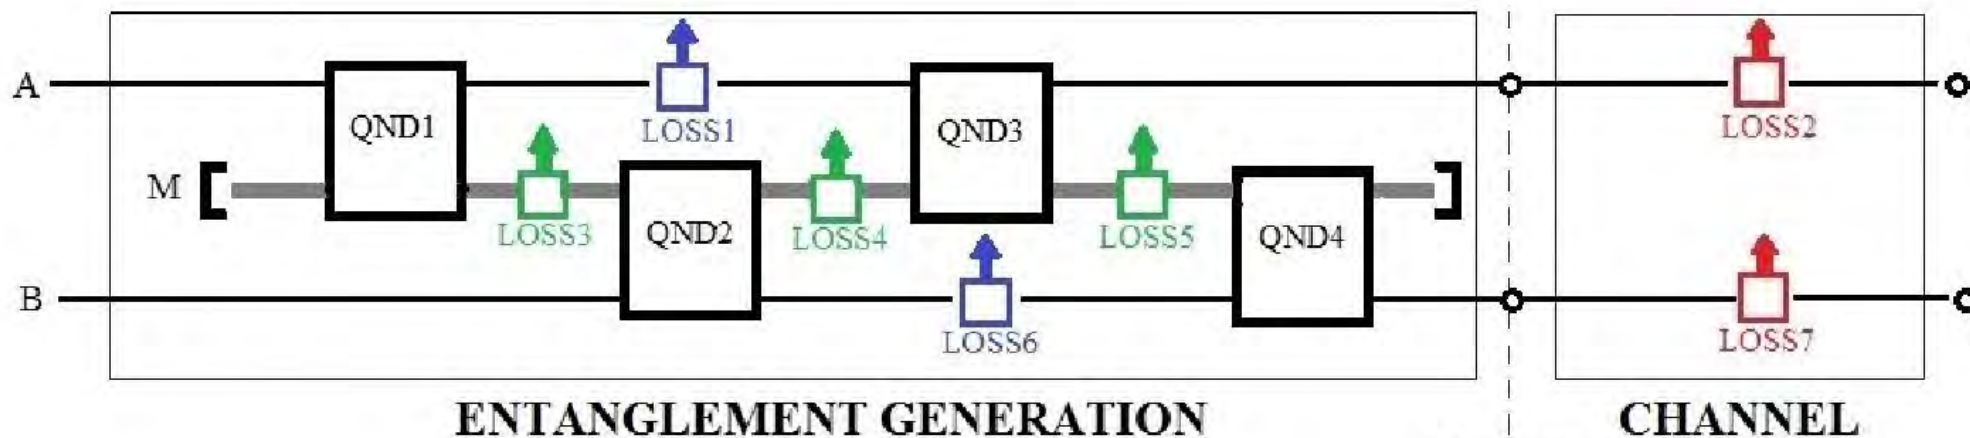 A
QND1
LOSS1
QND3
LOSS2
M
LOSS3
QND2
LOSS4
LOSS5
QND4
B
LOSS6
LOSS7
ENTANGLEMENT GENERATION
CHANNEL